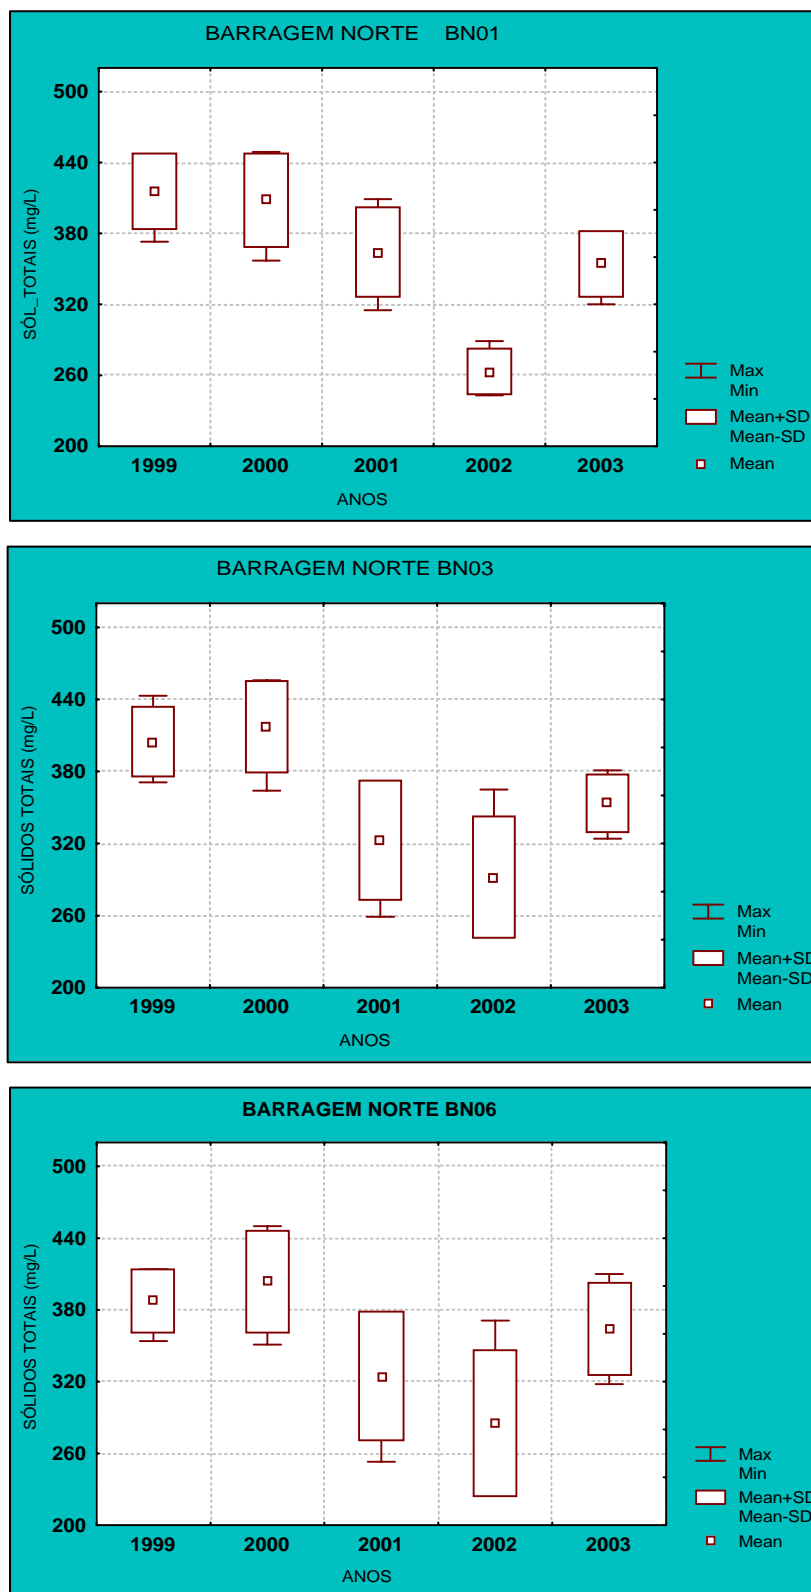 BARRAGEM NORTE BN01
SÓL_TOTAIS (mg/L)
500
440
380
320
260
200
1999 2000 2001 2002 2003
ANOS
Max
Min
Mean+SD
Mean-SD
Mean
BARRAGEM NORTE BN03
SÓLIDOS TOTAIS (mg/L)
500
440
380
320
260
200
1999 2000 2001 2002 2003
ANOS
Max
Min
Mean+SD
Mean-SD
Mean
BARRAGEM NORTE BN06
SÓLIDOS TOTAIS (mg/L)
500
440
380
320
260
200
1999 2000 2001 2002 2003
ANOS
Max
Min
Mean+SD
Mean-SD
Mean